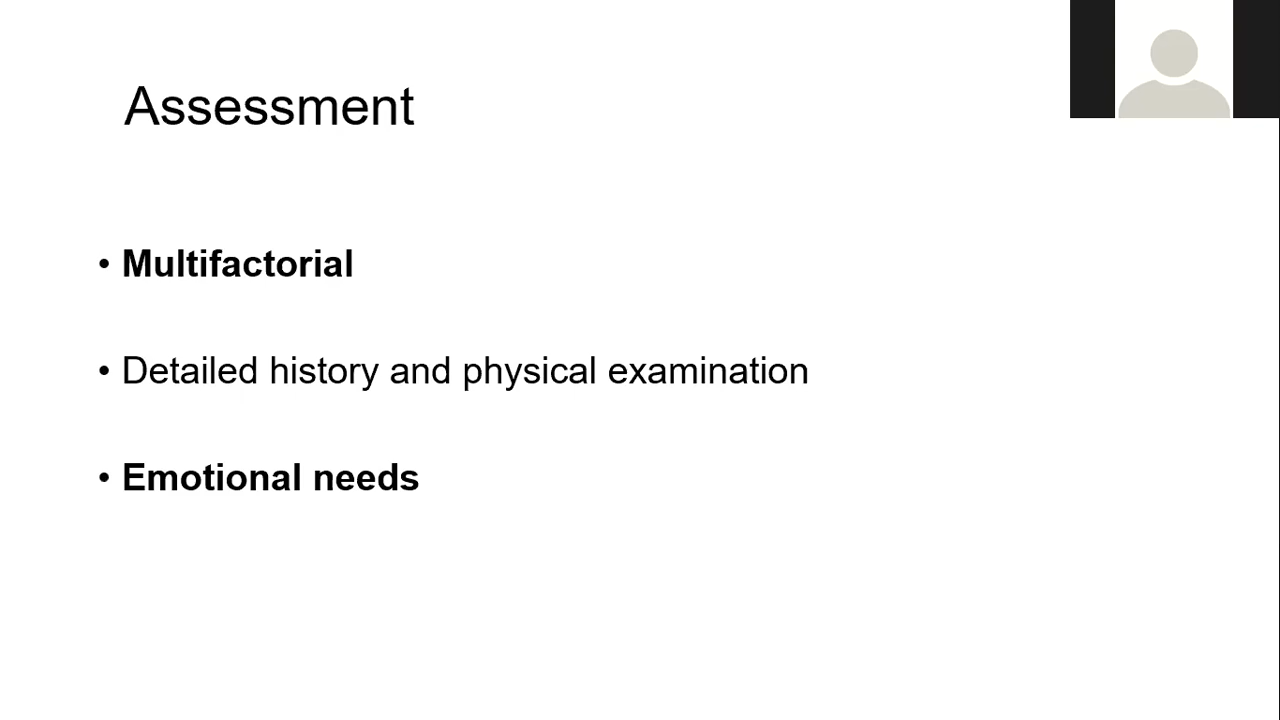 Assessment
• Multifactorial
• Detailed history and physical examination
• Emotional needs